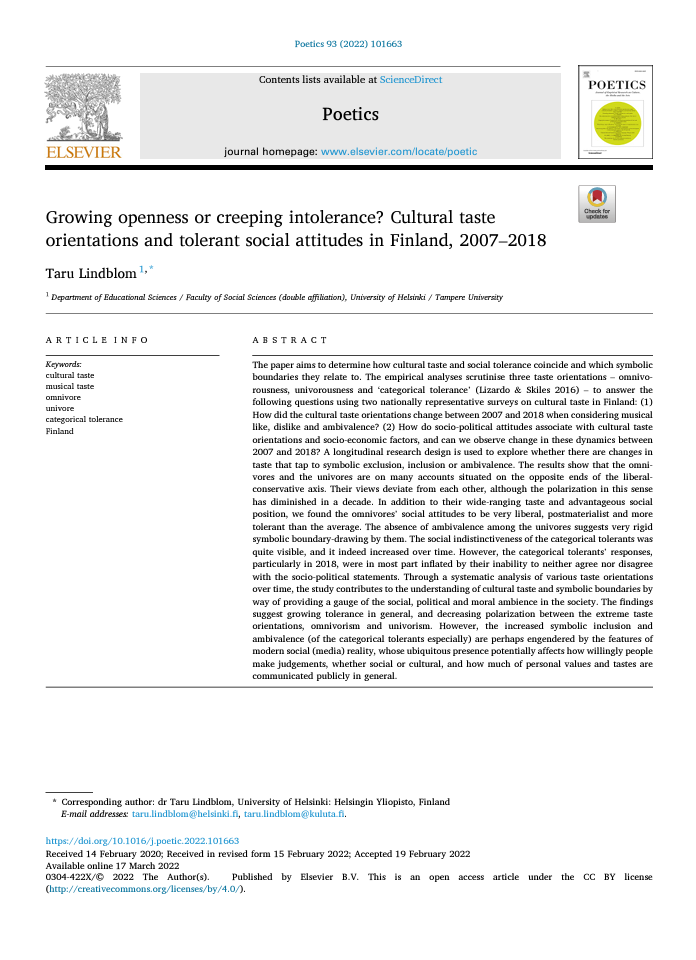 Poetics 93 (2022) 101663
Contents lists available at ScienceDirect
Poetics
journal homepage: www.elsevier.com/locate/poetic
ELSEVIER
POETICS
Check for
updates
Growing openness or creeping intolerance? Cultural taste
orientations and tolerant social attitudes in Finland, 2007–2018
Taru Lindblom 1,*
1 Department of Educational Sciences / Faculty of Social Sciences (double affiliation), University of Helsinki / Tampere University
ARTICLE INFO
Keywords:
cultural taste
musical taste
omnivore
univore
categorical tolerance
Finland
ABSTRACT
The paper aims to determine how cultural taste and social tolerance coincide and which symbolic
boundaries they relate to. The empirical analyses scrutinise three taste orientations – omnivo-
rousness, univorousness and ‘categorical tolerance’ (Lizardo & Skiles 2016) – to answer the
following questions using two nationally representative surveys on cultural taste in Finland: (1)
How did the cultural taste orientations change between 2007 and 2018 when considering musical
like, dislike and ambivalence? (2) How do socio-political attitudes associate with cultural taste
orientations and socio-economic factors, and can we observe change in these dynamics between
2007 and 2018? A longitudinal research design is used to explore whether there are changes in
taste that tap to symbolic exclusion, inclusion or ambivalence. The results show that the omni-
vores and the univores are on many accounts situated on the opposite ends of the liberal-
conservative axis. Their views deviate from each other, although the polarization in this sense
has diminished in a decade. In addition to their wide-ranging taste and advantageous social
position, we found the omnivores’ social attitudes to be very liberal, postmaterialist and more
tolerant than the average. The absence of ambivalence among the univores suggests very rigid
symbolic boundary-drawing by them. The social indistinctiveness of the categorical tolerants was
quite visible, and it indeed increased over time. However, the categorical tolerants’ responses,
particularly in 2018, were in most part inflated by their inability to neither agree nor disagree
with the socio-political statements. Through a systematic analysis of various taste orientations
over time, the study contributes to the understanding of cultural taste and symbolic boundaries by
way of providing a gauge of the social, political and moral ambience in the society. The findings
suggest growing tolerance in general, and decreasing polarization between the extreme taste
orientations, omnivorism and univorism. However, the increased symbolic inclusion and
ambivalence (of the categorical tolerants especially) are perhaps engendered by the features of
modern social (media) reality, whose ubiquitous presence potentially affects how willingly people
make judgements, whether social or cultural, and how much of personal values and tastes are
communicated publicly in general.
* Corresponding author: dr Taru Lindblom, University of Helsinki: Helsingin Yliopisto, Finland
E-mail addresses: taru.lindblom@helsinki.fi, taru.lindblom@kuluta.fi.
https://doi.org/10.1016/j.poetic.2022.101663
Received 14 February 2020; Received in revised form 15 February 2022; Accepted 19 February 2022
Available online 17 March 2022
0304-422X/© 2022 The Author(s). Published by Elsevier B.V. This is an open access article under the CC BY license
(http://creativecommons.org/licenses/by/4.0/).